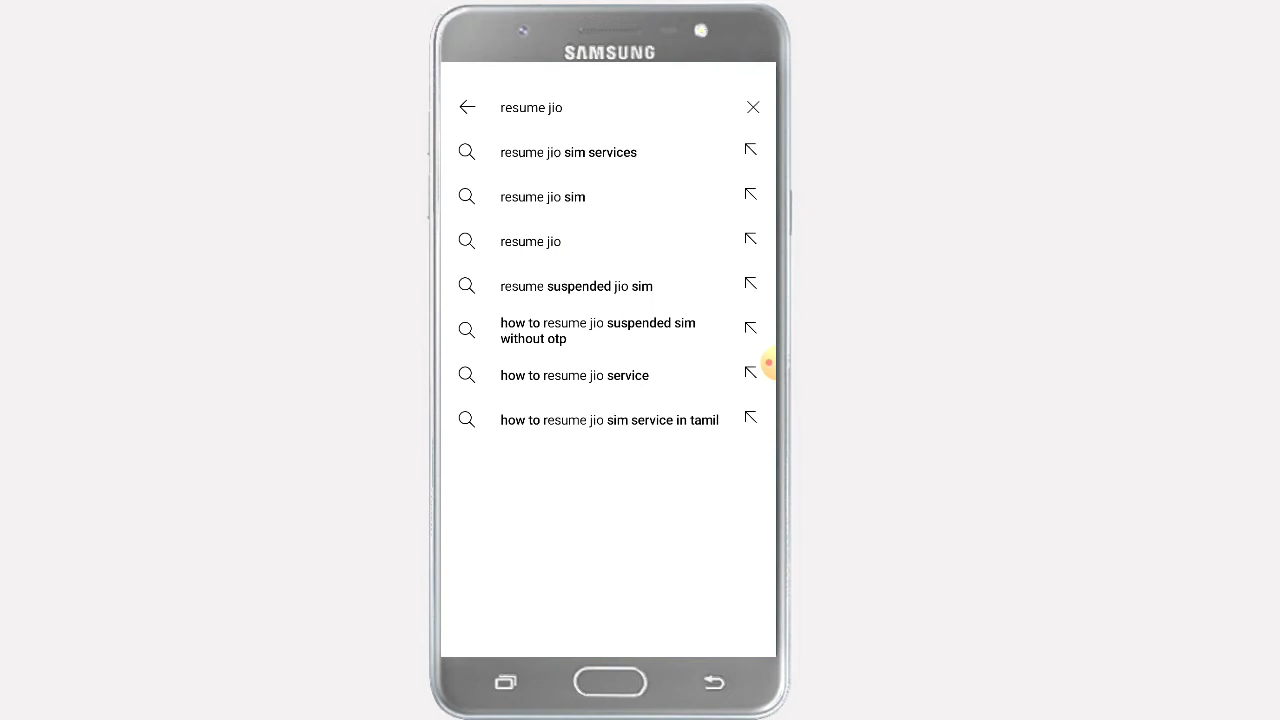 SAMSUNG
resume jio
resume jio sim services
resume jio sim
resume jio
resume suspended jio sim
how to resume jio suspended sim
without otp
how to resume jio service
how to resume jio sim service in tamil